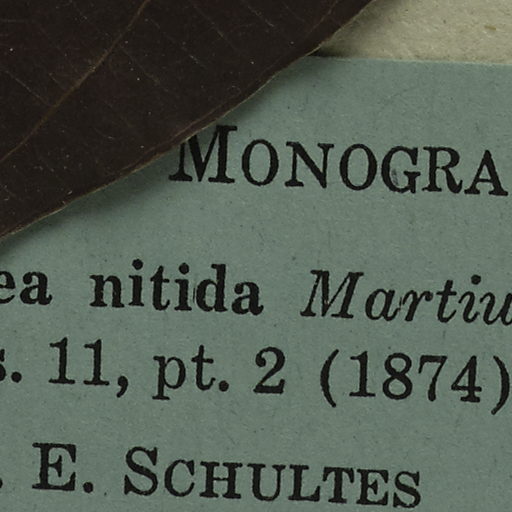 MONOGRA
ea nitida Martiu
s. 11, pt. 2 (1874)
. E. SCHULTES